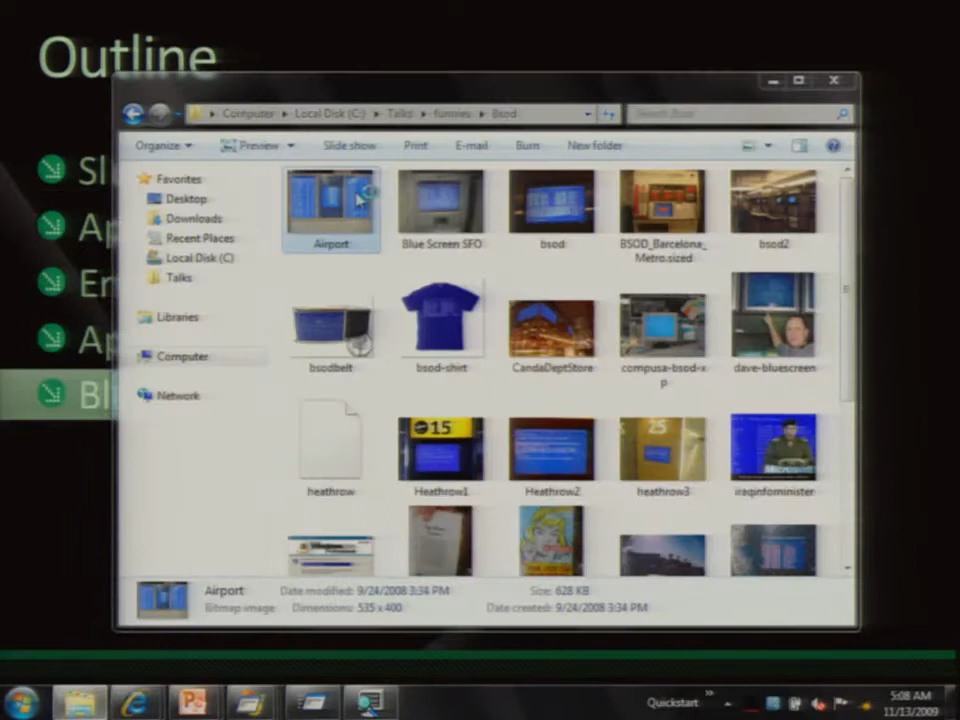 Outline
Sl
Ap
En
Ap
Bl
Computer Local Disk (C:) Talks funnies Bsod
Search Bsod
Organize Preview Slide show Print E-mail Burn New folder
Favorites
Desktop
Downloads
Recent Places
Local Disk (C)
Talks
Libraries
Computer
Network
Airport
Blue Screen SFO
bsod
BSOD_Barcelona_
Metro.sized
bsod2
bsodbelt
bsod-shirt
CandaDeptStore
compusa-bsod-x
p
dave-bluescreen
15
25
heathrow
Heathrow1
Heathrow2
heathrow3
iraqinfominister
Microsoft
Airport Date modified: 9/24/2008 3:34 PM Size: 628 KB
Bitmap image Dimensions: 535 x 400 Date created: 9/24/2008 3:34 PM
Quickstart
5:08 AM
11/13/2009